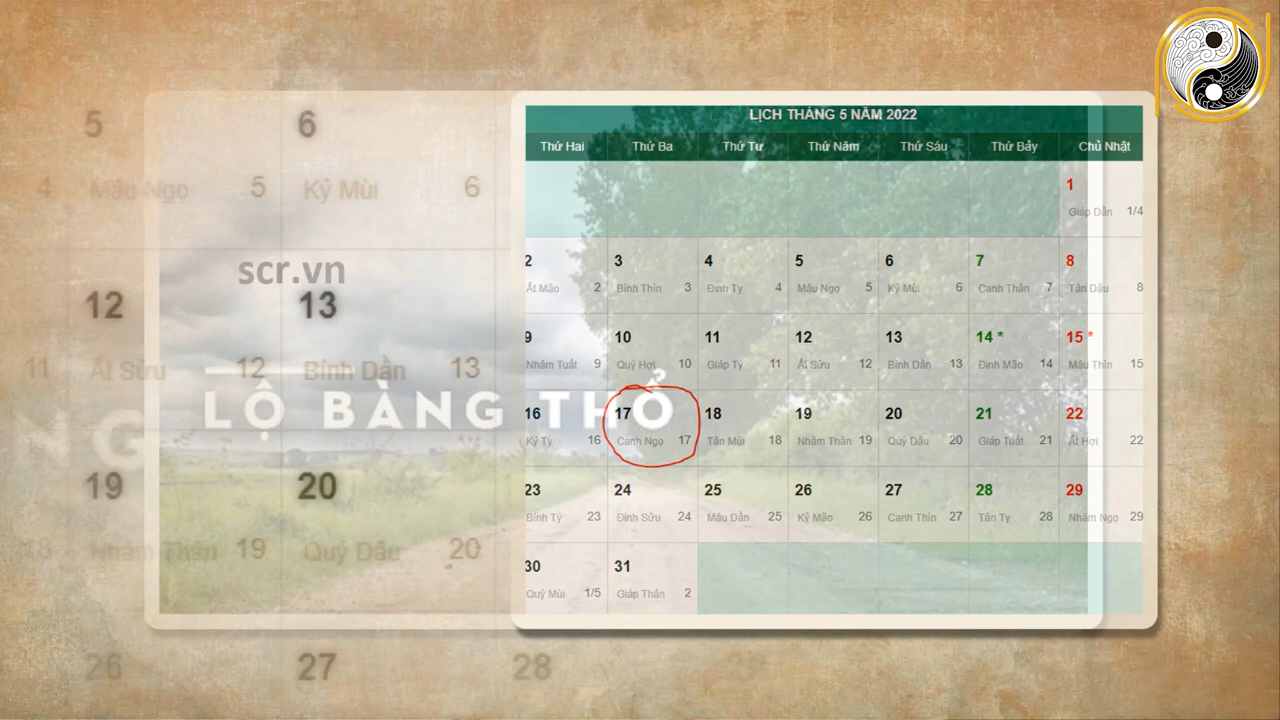 LỊCH THÁNG 5 NĂM 2022
Thứ Hai Thứ Ba Thứ Tư Thứ Năm Thứ Sáu Thứ Bảy Chủ Nhật
1
Giáp Dần 1/4
2 3 4 5 6 7 8
Ất Mão 2 Bính Thìn 3 Đinh Tỵ 4 Mậu Ngọ 5 Kỷ Mùi 6 Canh Thân 7 Tân Dậu 8
9 10 11 12 13 14 * 15 *
Nhâm Tuất 9 Quý Hợi 10 Giáp Tý 11 Ất Sửu 12 Bính Dần 13 Đinh Mão 14 Mậu Thìn 15
16 17 18 19 20 21 22
Kỷ Tỵ 16 Canh Ngọ 17 Tân Mùi 18 Nhâm Thân 19 Quý Dậu 20 Giáp Tuất 21 Ất Hợi 22
23 24 25 26 27 28 29
Bính Tý 23 Đinh Sửu 24 Mậu Dần 25 Kỷ Mão 26 Canh Thìn 27 Tân Tỵ 28 Nhâm Ngọ 29
30 31
Quý Mùi 1/5 Giáp Thân 2
5 6
4 Mậu Ngọ 5 Kỷ Mùi 6
scr.vn
12 13
11 Ất Sửu 12 Bính Dần 13
LỘ BÀNG THỔ
NG
19 20
18 Nhâm Thân 19 Quý Dậu 20
26 27 28